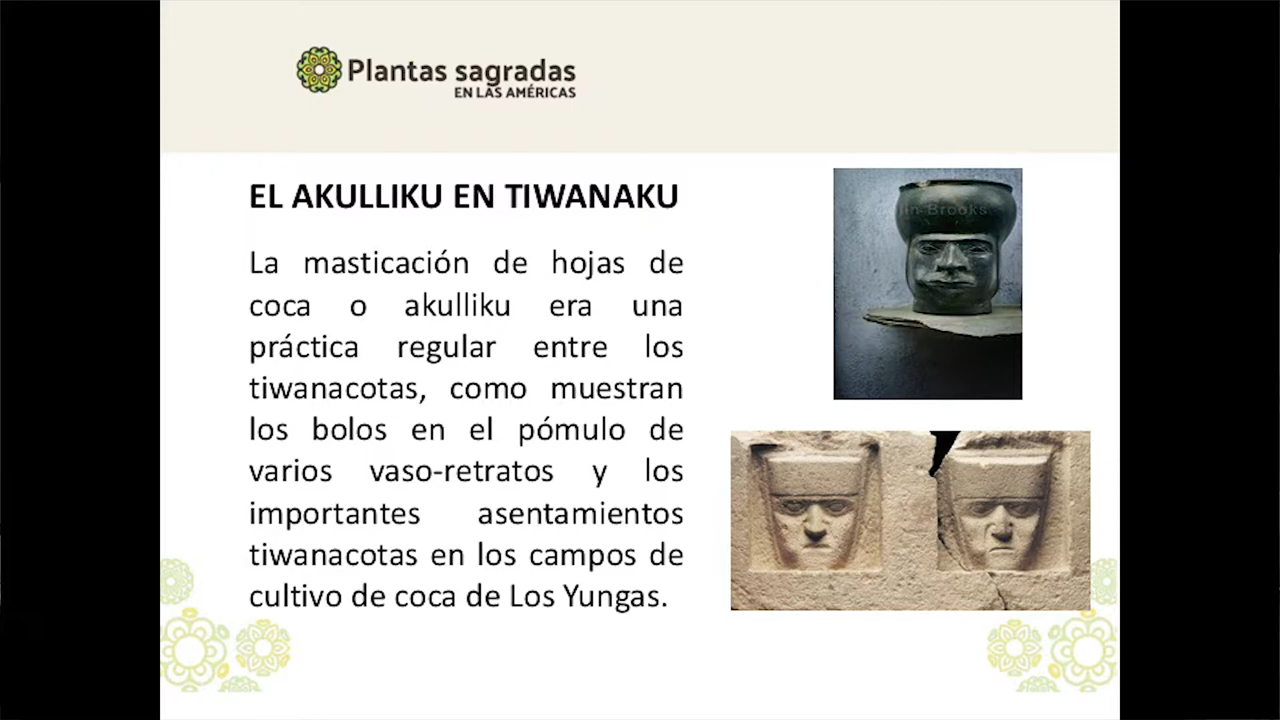 Plantas sagradas
EN LAS AMÉRICAS
EL AKULLIKU EN TIWANAKU
La masticación de hojas de
coca o akulliku era una
práctica regular entre los
tiwanacotas, como muestran
los bolos en el pómulo de
varios vaso-retratos y los
importantes asentamientos
tiwanacotas en los campos de
cultivo de coca de Los Yungas.
Brooks